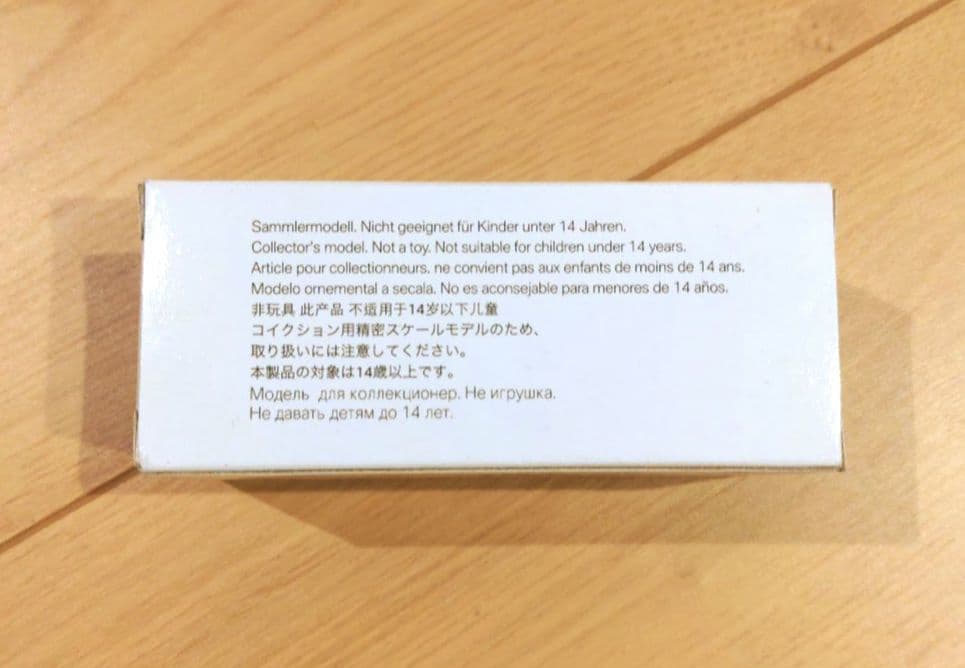 Sammlermodell. Nicht geeignet für Kinder unter 14 Jahren.
Collector's model. Not a toy. Not suitable for children under 14 years.
Article pour collectionneurs. ne convient pas aux enfants de moins de 14 ans.
Modelo ornemental a secala. No es aconsejable para menores de 14 años.
非玩具 此产品 不适用于14岁以下儿童
コイクション用精密スケールモデルのため、
取り扱いには注意してください。
本製品の対象は14歳以上です。
Модель для коллекционер. Не игрушка.
Не давать детям до 14 лет.